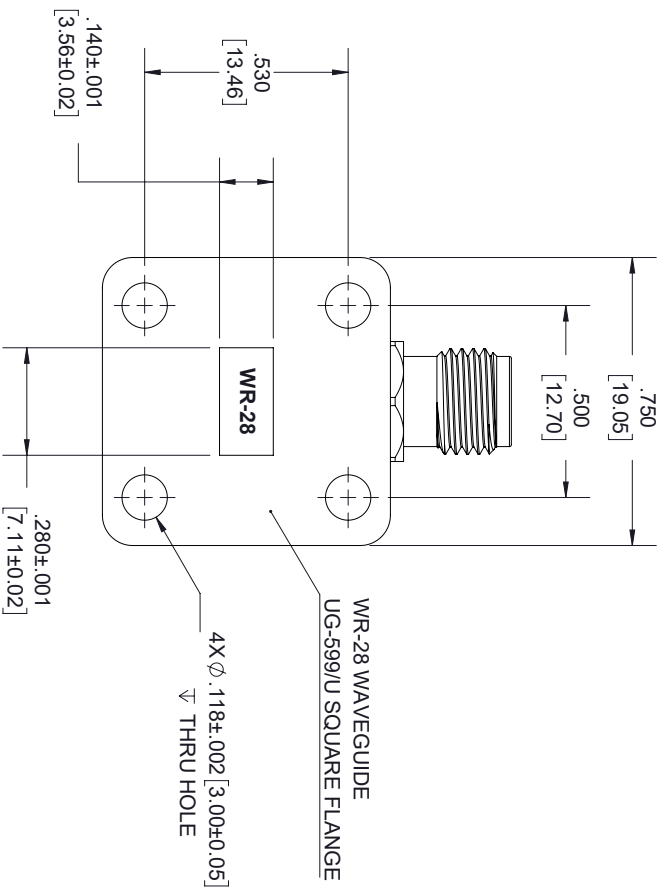 .750
[19.05]
.500
[12.70]
.530
[13.46]
.140±.001
[3.56±0.02]
WR-28
.280±.001
[7.11±0.02]
WR-28 WAVEGUIDE
UG-599/U SQUARE FLANGE
4X ∅ .118±.002 [3.00±0.05]
↧ THRU HOLE